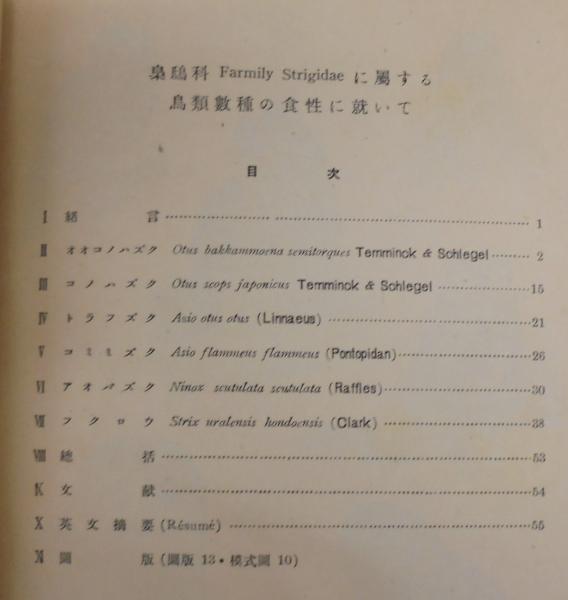 梟鴟科 Farmily Strigidae に屬する
鳥類數種の食性に就いて
目 次
Ⅰ 緒 言 1
Ⅱ オオコノハズク Otus bakkamoena semitorques Temminok & Sohlegel 2
Ⅲ コノハズク Otus scops japonicus Temminok & Sohlegel 15
Ⅳ トラフズク Asio otus otus (Linnaeus) 21
Ⅴ コミミズク Asio flammeus flammeus (Pontopidan) 26
Ⅵ アオバズク Ninox scutulata scutulata (Raffles) 30
Ⅶ フクロウ Strix uralensis hondoensis (Clark) 38
Ⅷ 總 括 53
Ⅸ 文 献 54
Ⅹ 英文摘要 (Résumé) 55
Ⅺ 圖 版 (圖版 13・模式圖 10)